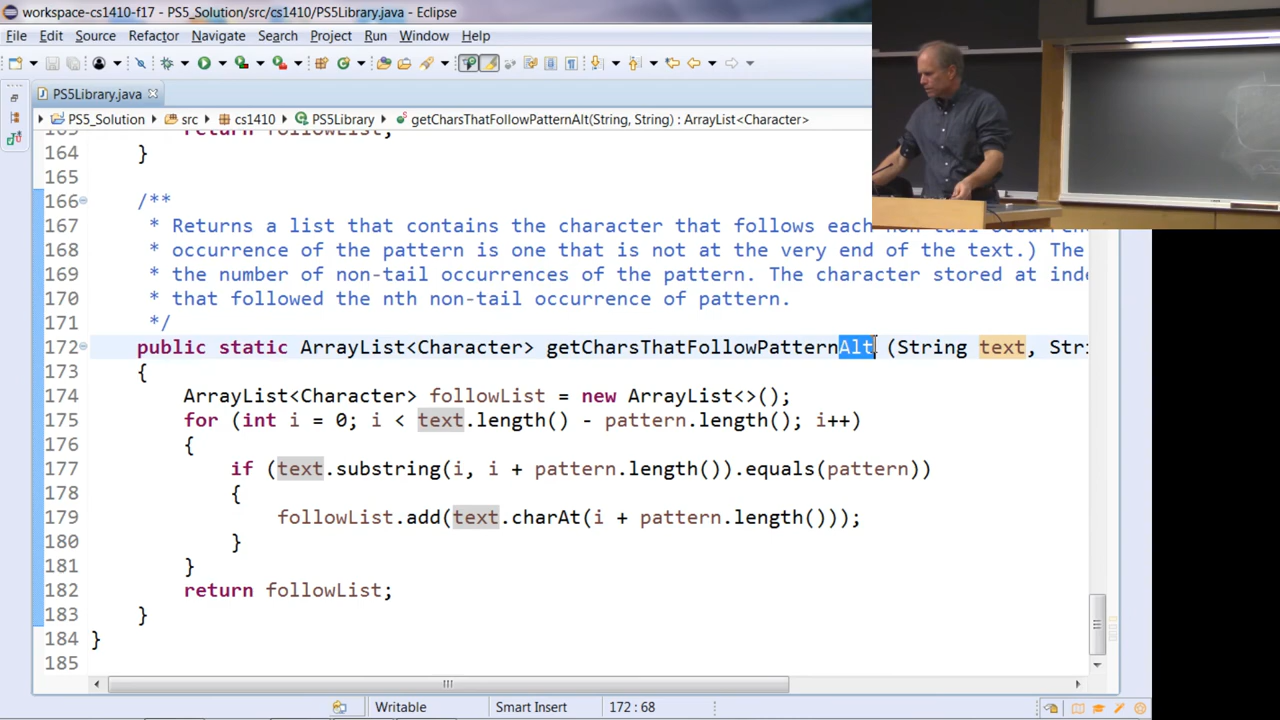 workspace-cs1410-f17 - PS5_Solution/src/cs1410/PS5Library.java - Eclipse
File Edit Source Refactor Navigate Search Project Run Window Help
PS5Library.java
PS5_Solution src cs1410 PS5Library getCharsThatFollowPatternAlt(String, String) : ArrayList<Character>
return followList;
164 }
165
166 /**
167 * Returns a list that contains the character that follows each non-tail
168 * occurrence of the pattern is one that is not at the very end of the text.) The
169 * the number of non-tail occurrences of the pattern. The character stored at
170 * that followed the nth non-tail occurrence of pattern.
171 */
172 public static ArrayList<Character> getCharsThatFollowPatternAlt (String text,
173 {
174 ArrayList<Character> followList = new ArrayList<>();
175 for (int i = 0; i < text.length() - pattern.length(); i++)
176 {
177 if (text.substring(i, i + pattern.length()).equals(pattern))
178 {
179 followList.add(text.charAt(i + pattern.length()));
180 }
181 }
182 return followList;
183 }
184 }
185
Writable Smart Insert 172 : 68